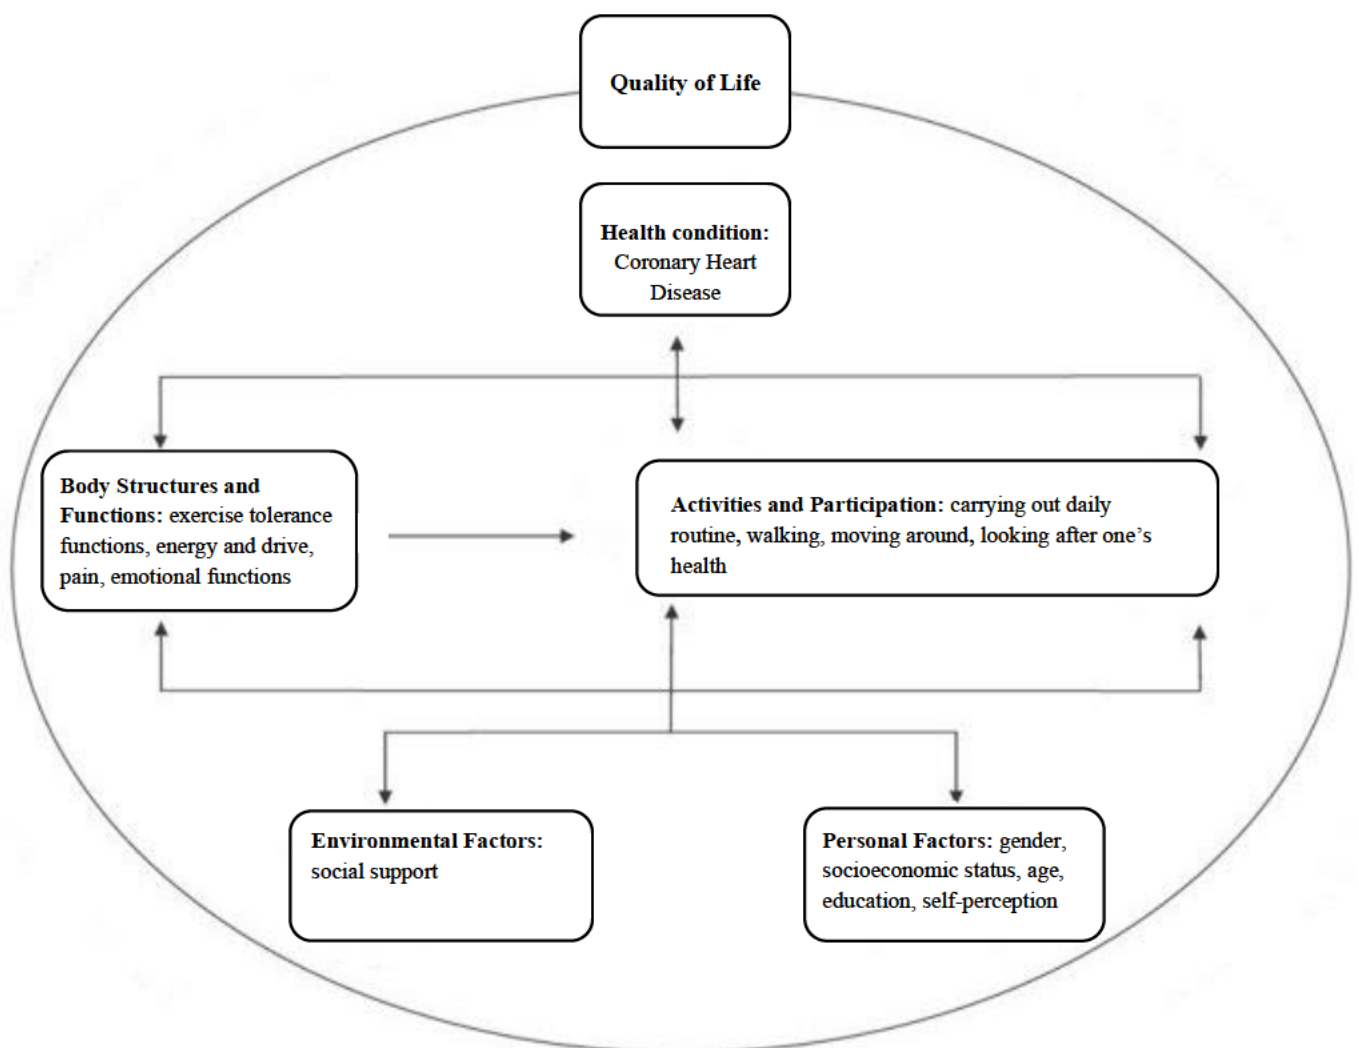 Quality of Life
Health condition:
Coronary Heart
Disease
Body Structures and
Functions: exercise tolerance
functions, energy and drive,
pain, emotional functions
Activities and Participation: carrying out daily
routine, walking, moving around, looking after one’s
health
Environmental Factors:
social support
Personal Factors: gender,
socioeconomic status, age,
education, self-perception